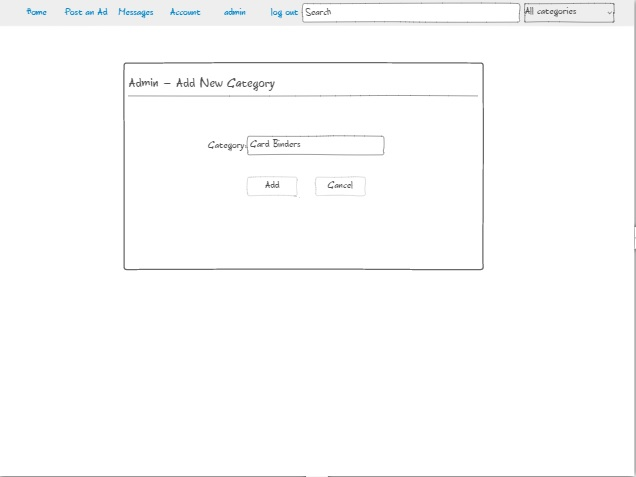 Home Post an Ad Messages Account admin log out Search All categories
Admin – Add New Category
Category: Card Binders
Add Cancel